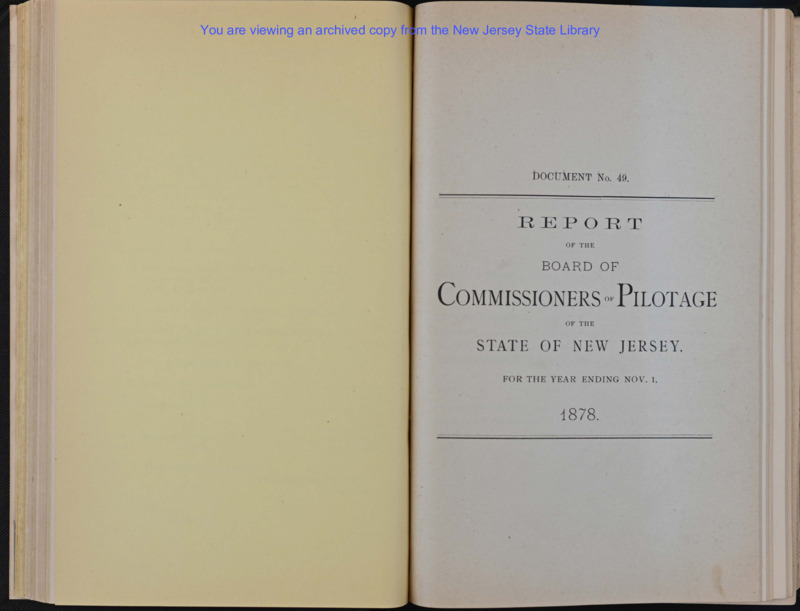 You are viewing an archived copy from the New Jersey State Library
DOCUMENT No. 49.
REPORT
OF THE
BOARD OF
COMMISSIONERS OF PILOTAGE
OF THE
STATE OF NEW JERSEY.
FOR THE YEAR ENDING NOV. 1.
1878.